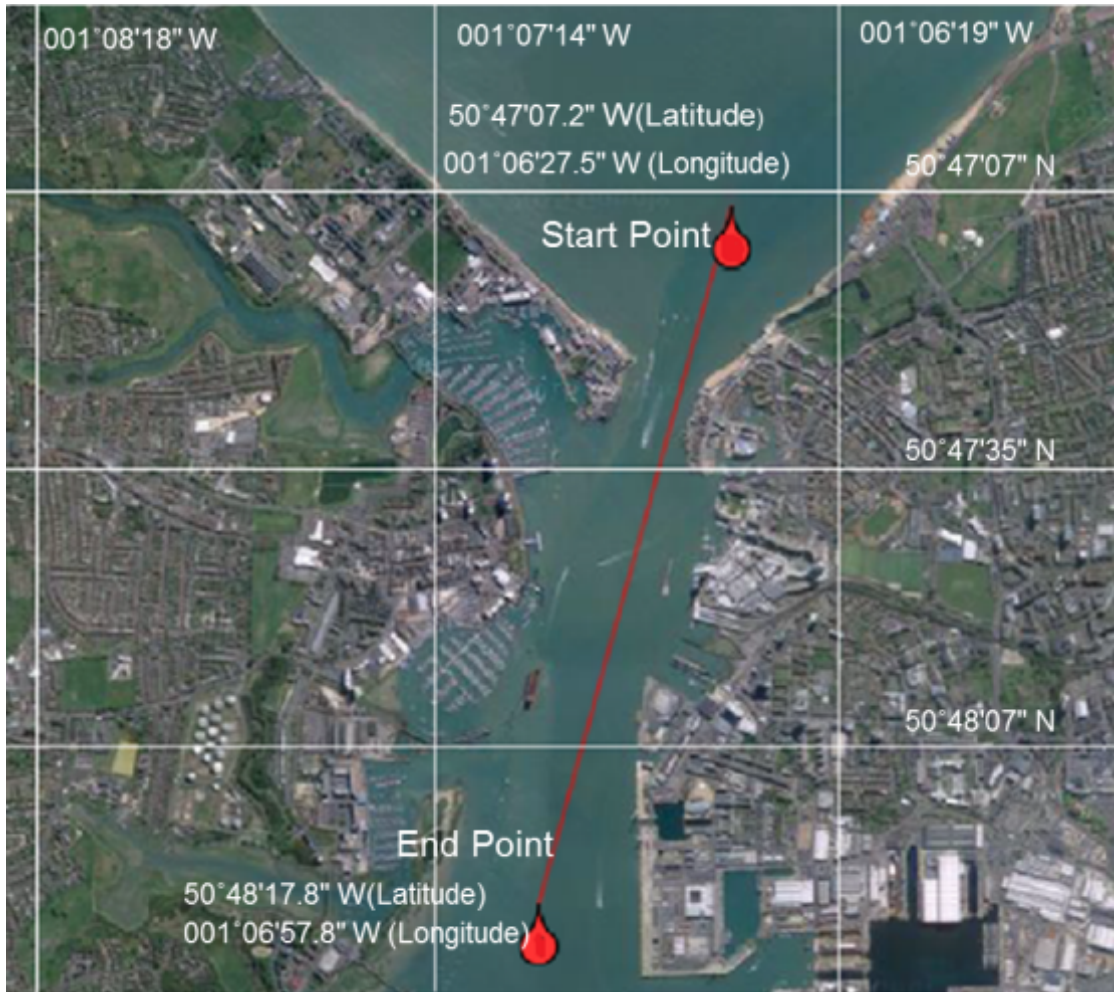 001°08'18" W
001°07'14" W
001°06'19" W
50°47'07.2" W(Latitude)
001°06'27.5" W (Longitude)
50°47'07" N
Start Point
50°47'35" N
50°48'07" N
End Point
50°48'17.8" W(Latitude)
001°06'57.8" W (Longitude)